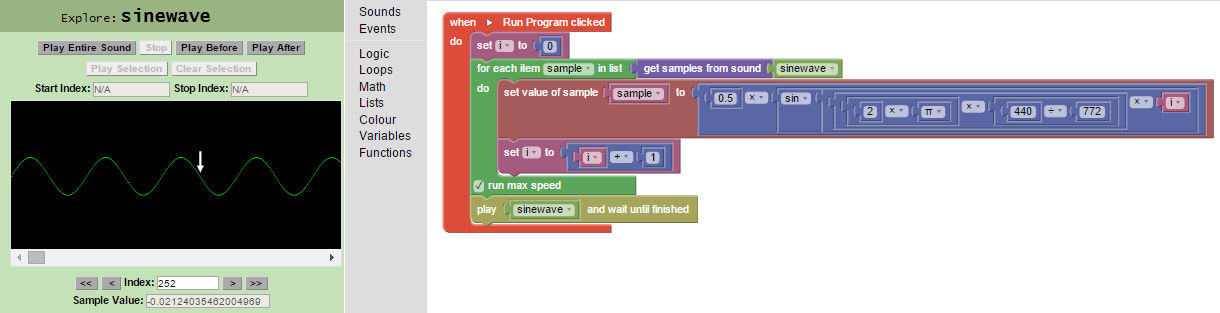 Explore: sinewave
Play Entire Sound Stop Play Before Play After
Play Selection Clear Selection
Start Index: N/A Stop Index: N/A
<< < Index: 252 > >>
Sample Value: -0.02124035462004969
Sounds
Events
Logic
Loops
Math
Lists
Colour
Variables
Functions
when Run Program clicked
do set i to 0
for each item sample in list get samples from sound sinewave
do set value of sample sample to 0.5 × sin 2 × π × 440 ÷ 772 × i
set i to i + 1
run max speed
play sinewave and wait until finished